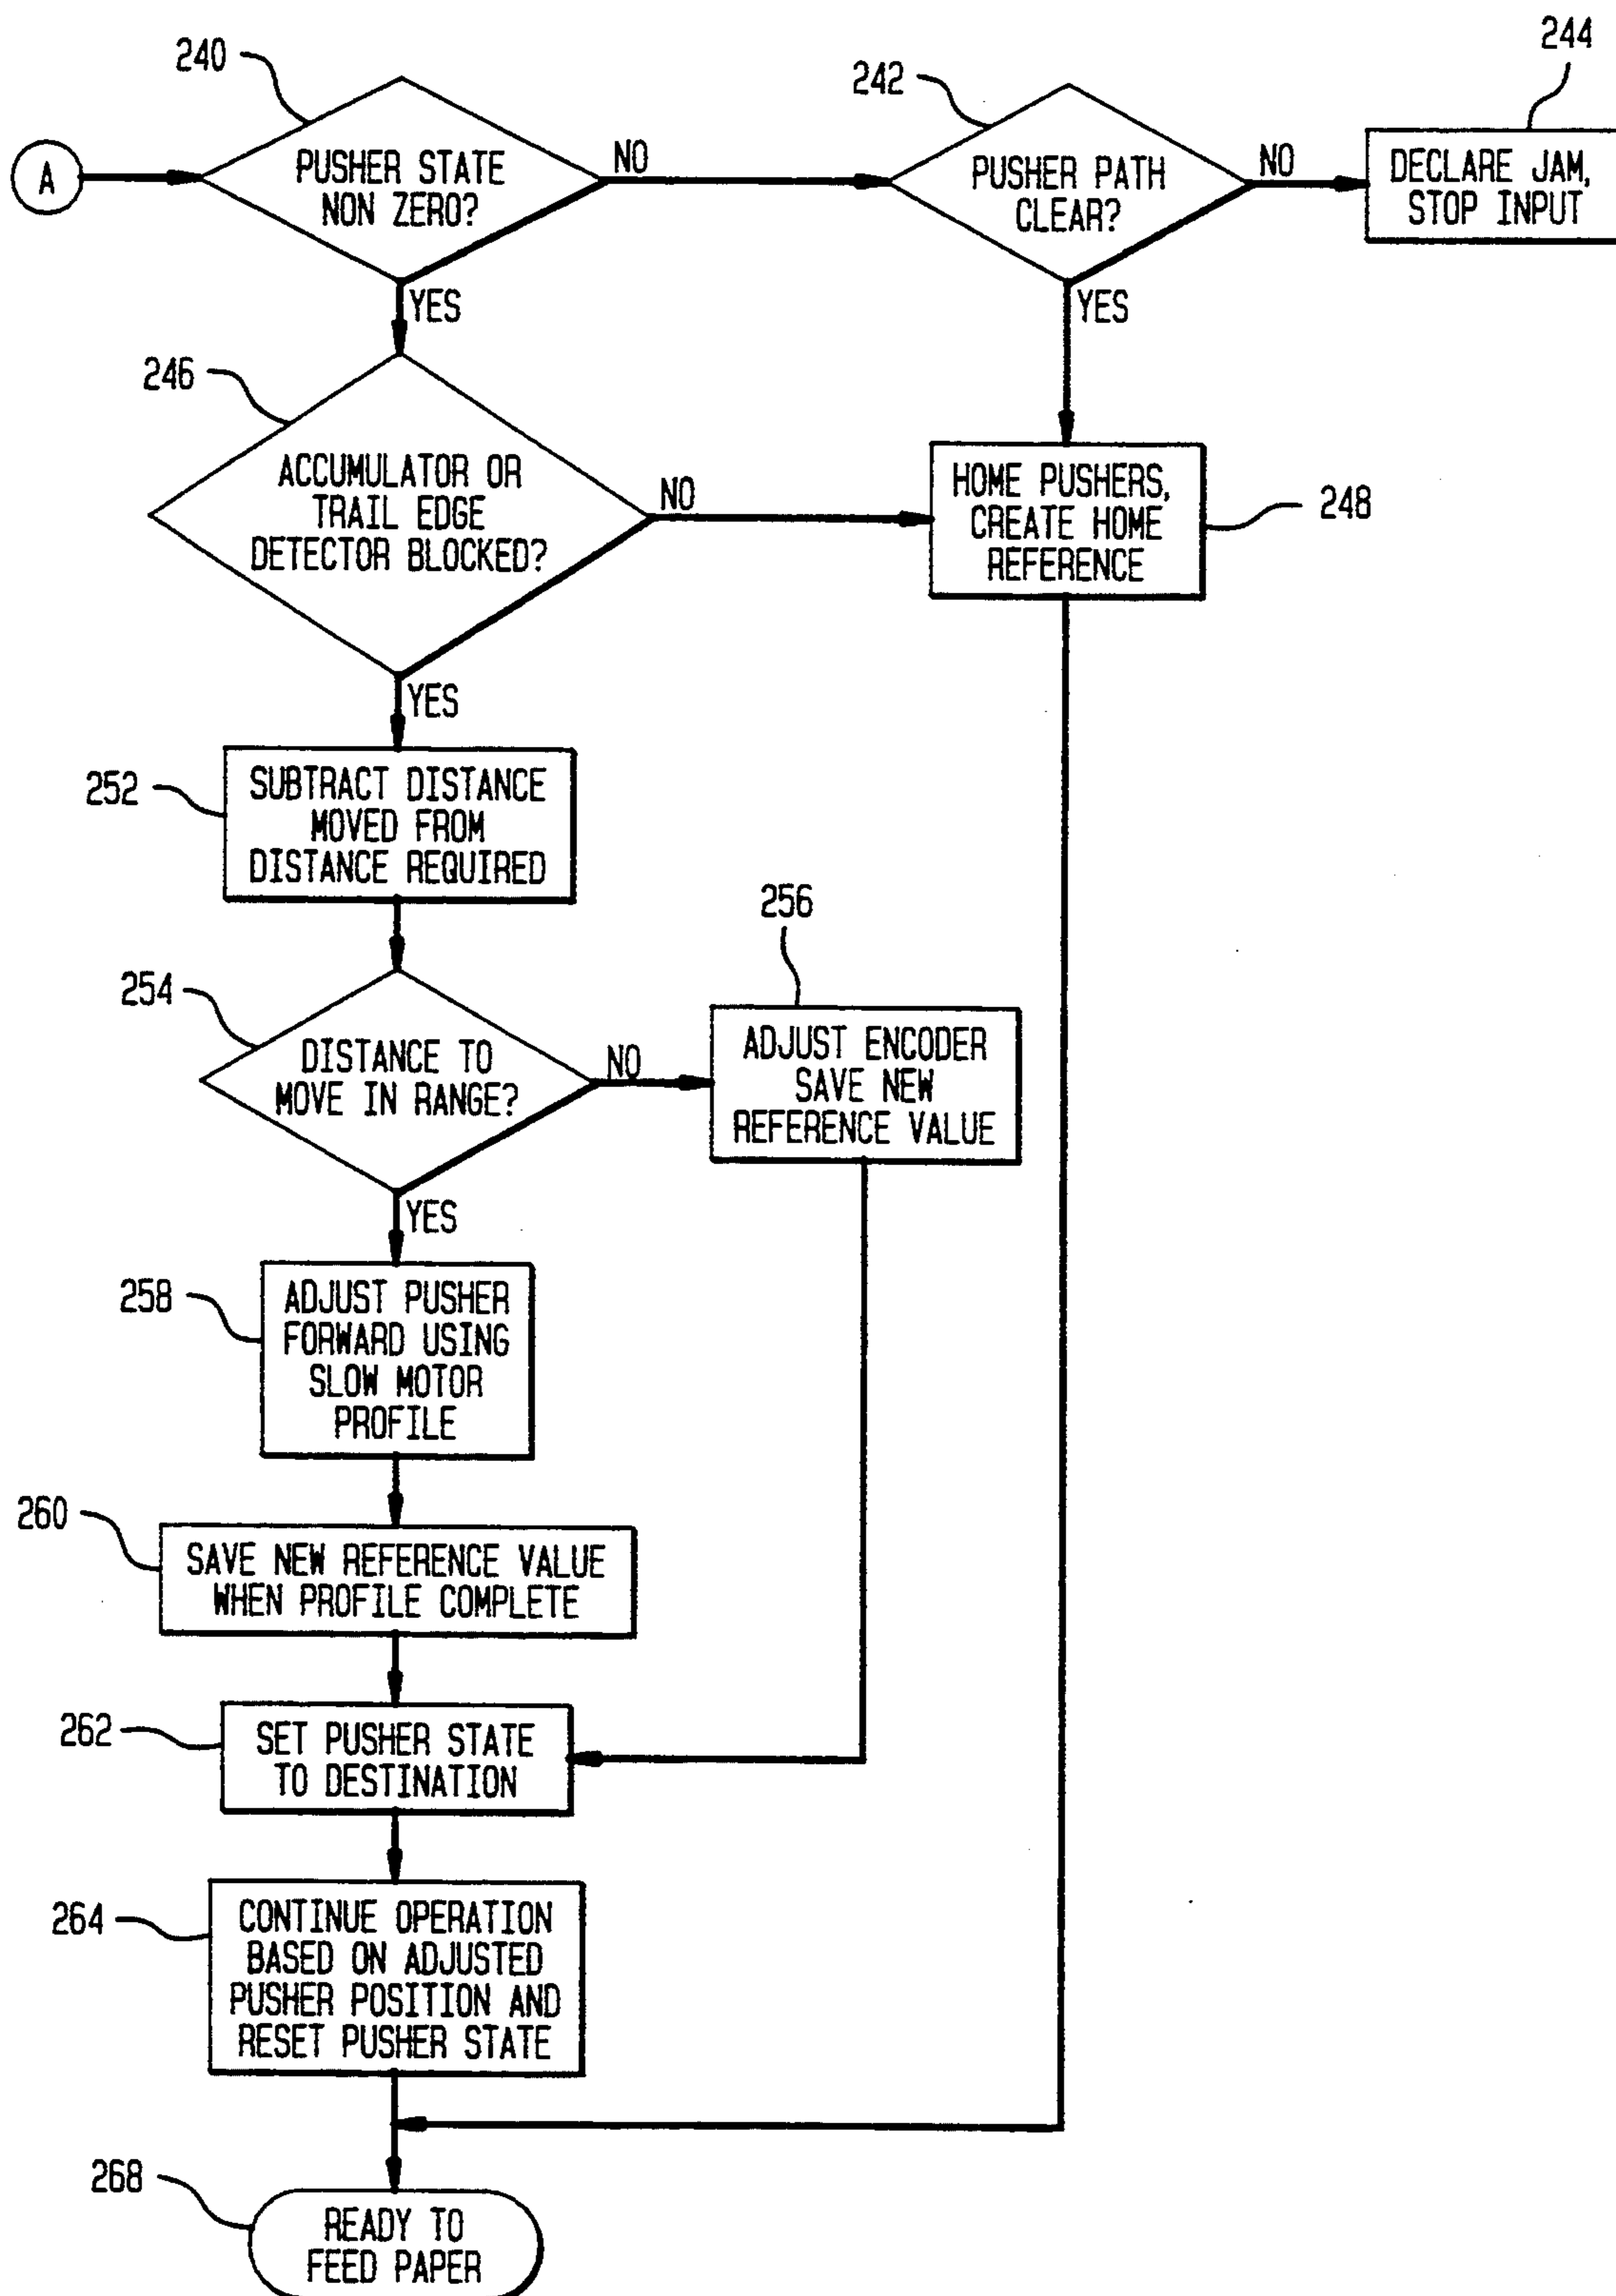 240
242
244
A
PUSHER STATE
NON ZERO?
NO
PUSHER PATH
CLEAR?
NO
DECLARE JAM,
STOP INPUT
YES
YES
246
ACCUMULATOR OR
TRAIL EDGE
DETECTOR BLOCKED?
NO
HOME PUSHERS,
CREATE HOME
REFERENCE
248
YES
252
SUBTRACT DISTANCE
MOVED FROM
DISTANCE REQUIRED
254
DISTANCE TO
MOVE IN RANGE?
NO
256
ADJUST ENCODER
SAVE NEW
REFERENCE VALUE
YES
258
ADJUST PUSHER
FORWARD USING
SLOW MOTOR
PROFILE
260
SAVE NEW REFERENCE VALUE
WHEN PROFILE COMPLETE
262
SET PUSHER STATE
TO DESTINATION
264
CONTINUE OPERATION
BASED ON ADJUSTED
PUSHER POSITION AND
RESET PUSHER STATE
268
READY TO
FEED PAPER